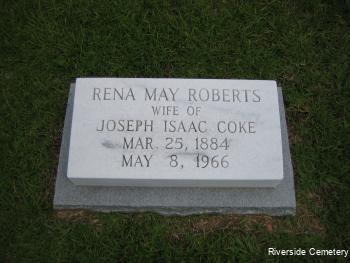 RENA MAY ROBERTS
WIFE OF
JOSEPH ISAAC COKE
MAR. 25, 1884
MAY 8, 1966
Riverside Cemetery